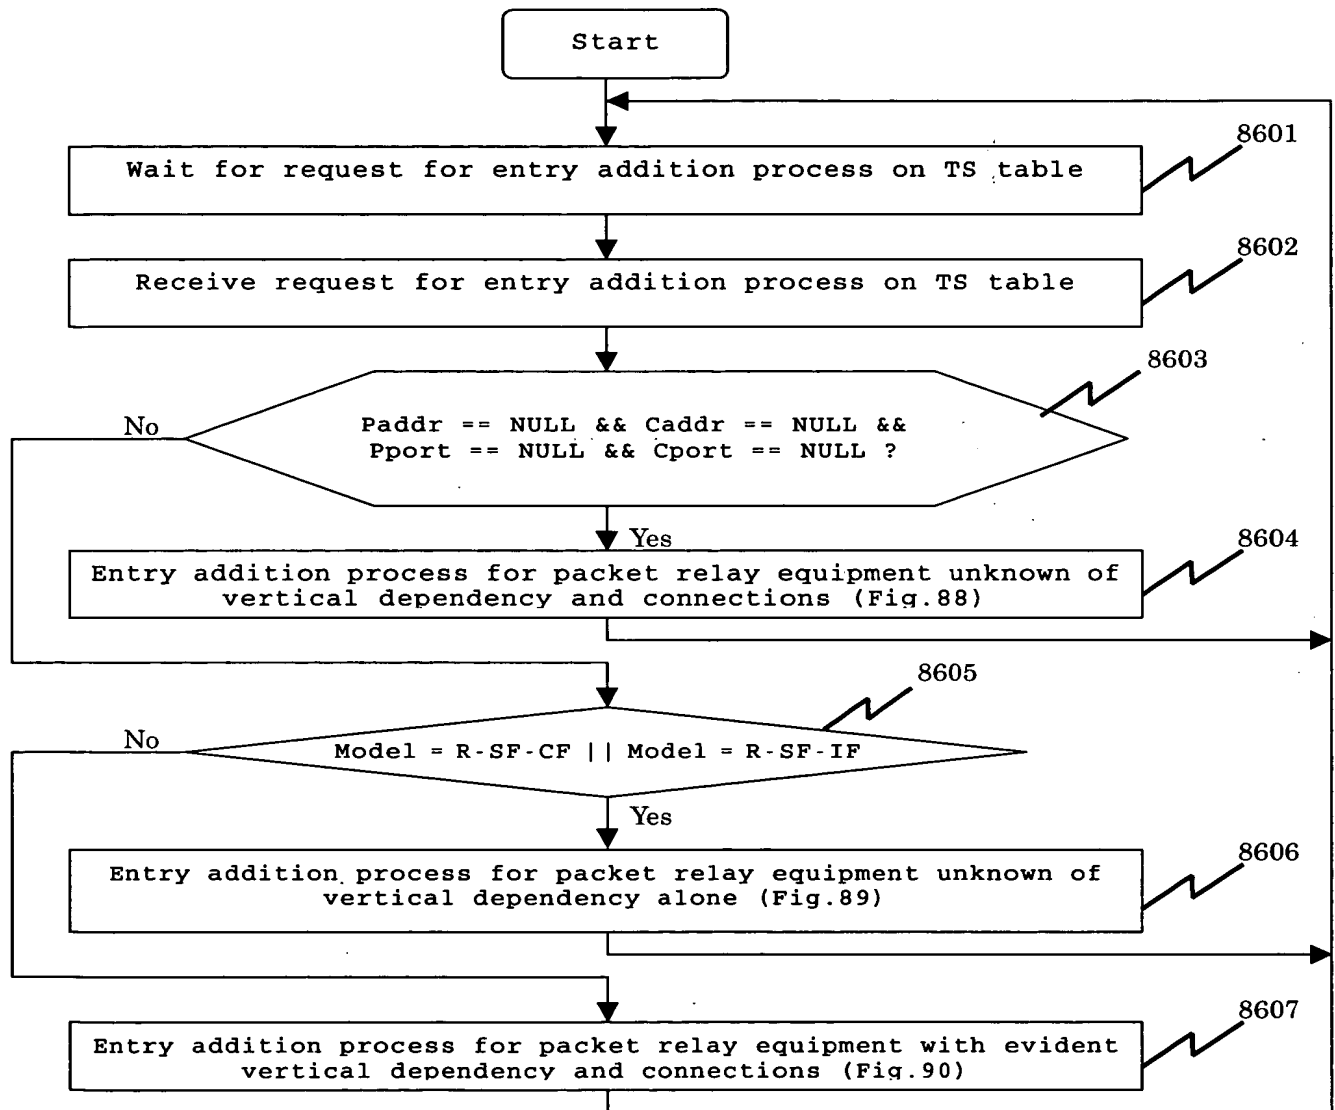 Start
8601
Wait for request for entry addition process on TS table
8602
Receive request for entry addition process on TS table
8603
No
Paddr == NULL && Caddr == NULL &&
Pport == NULL && Cport == NULL ?
Yes
8604
Entry addition process for packet relay equipment unknown of
vertical dependency and connections (Fig.88)
8605
No
Model = R-SF-CF || Model = R-SF-IF
Yes
8606
Entry addition process for packet relay equipment unknown of
vertical dependency alone (Fig.89)
8607
Entry addition process for packet relay equipment with evident
vertical dependency and connections (Fig.90)